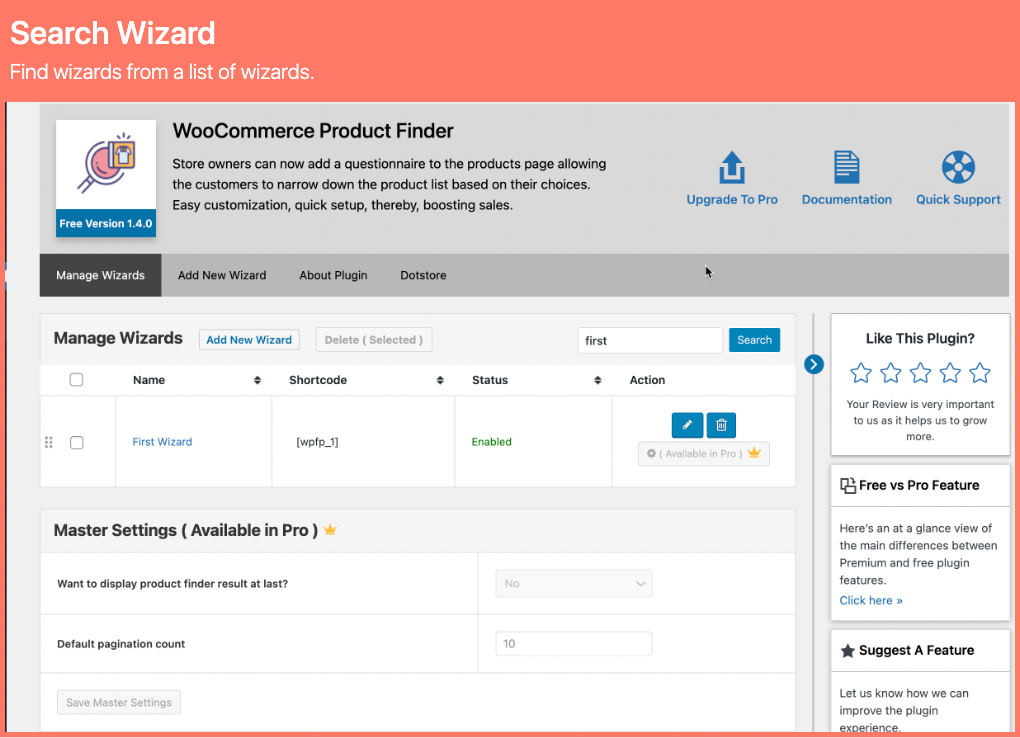 Search Wizard
Find wizards from a list of wizards.
WooCommerce Product Finder
Store owners can now add a questionnaire to the products page allowing
the customers to narrow down the product list based on their choices.
Easy customization, quick setup, thereby, boosting sales.
Free Version 1.4.0
Upgrade To Pro
Documentation
Quick Support
Manage Wizards
Add New Wizard
About Plugin
Dotstore
Manage Wizards
Add New Wizard
Delete ( Selected )
first
Search
Name
Shortcode
Status
Action
First Wizard
[wpfp_1]
Enabled
( Available in Pro )
Master Settings ( Available in Pro )
Want to display product finder result at last?
No
Default pagination count
10
Save Master Settings
Like This Plugin?
Your Review is very important
to us as it helps us to grow
more.
Free vs Pro Feature
Here's an at a glance view of
the main differences between
Premium and free plugin
features.
Click here »
Suggest A Feature
Let us know how we can
improve the plugin
experience.